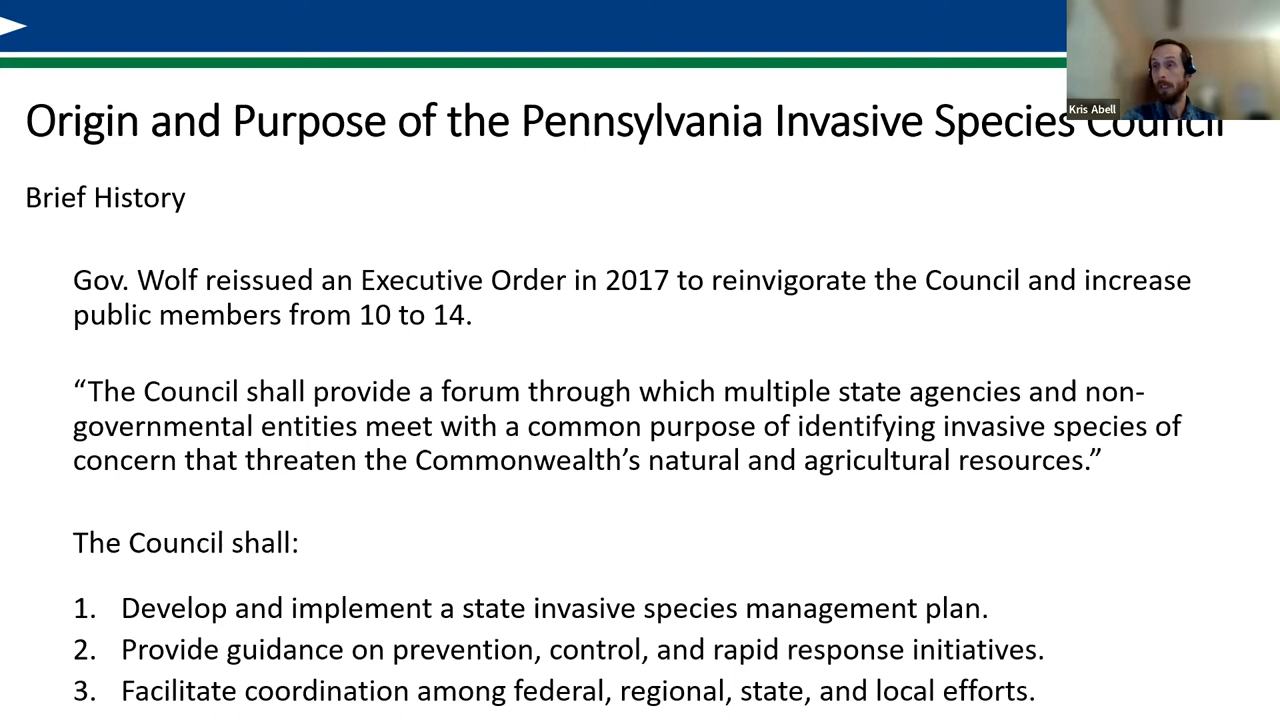 Kris Abell
Origin and Purpose of the Pennsylvania Invasive Species Council
Brief History
Gov. Wolf reissued an Executive Order in 2017 to reinvigorate the Council and increase
public members from 10 to 14.
“The Council shall provide a forum through which multiple state agencies and non-
governmental entities meet with a common purpose of identifying invasive species of
concern that threaten the Commonwealth’s natural and agricultural resources.”
The Council shall:
1. Develop and implement a state invasive species management plan.
2. Provide guidance on prevention, control, and rapid response initiatives.
3. Facilitate coordination among federal, regional, state, and local efforts.